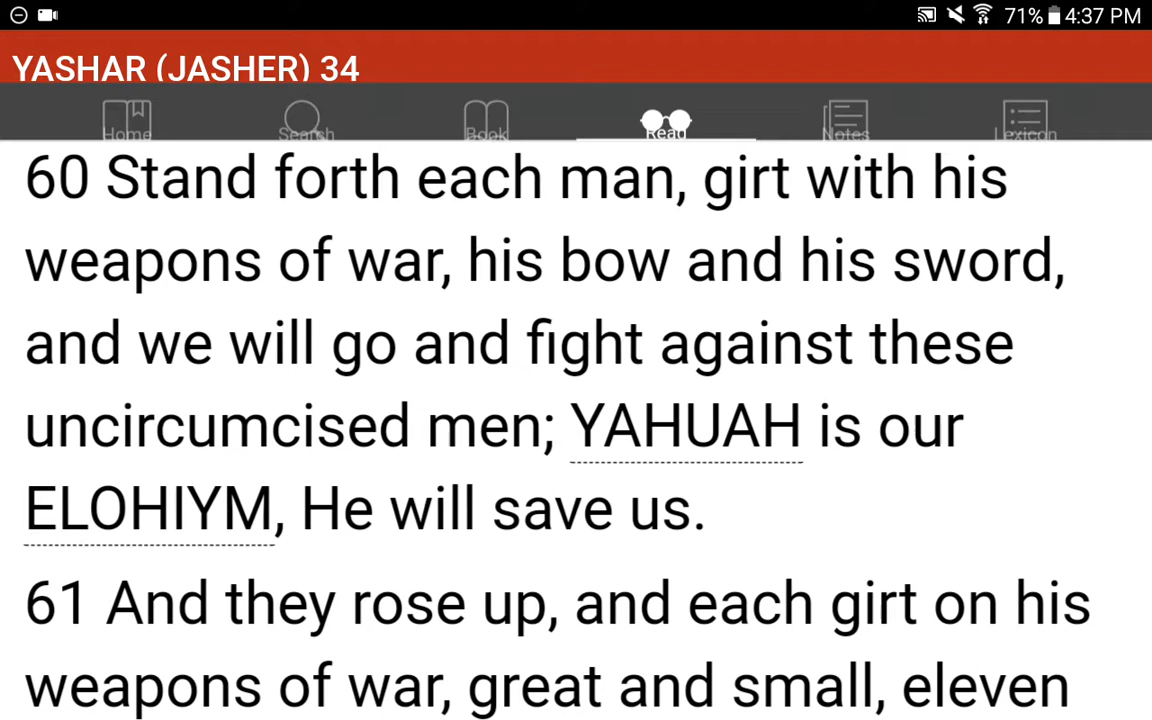 71% 4:37 PM
YASHAR (JASHER) 34
Home Search Book Read Notes Lexicon
60 Stand forth each man, girt with his
weapons of war, his bow and his sword,
and we will go and fight against these
uncircumcised men; YAHUAH is our
ELOHIYM, He will save us.
61 And they rose up, and each girt on his
weapons of war, great and small, eleven